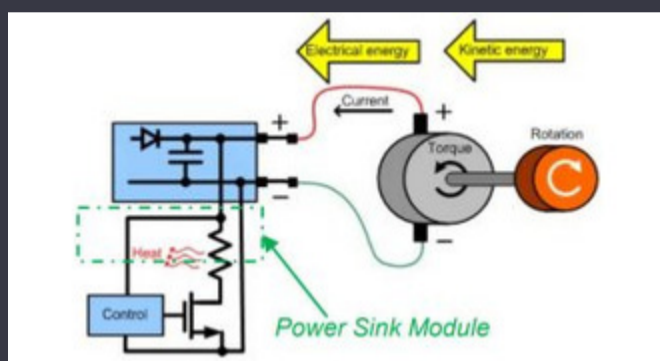 Electrical energy
Kinetic energy
Current
+
+
Rotation
Torque
−
−
Heat
Control
Power Sink Module